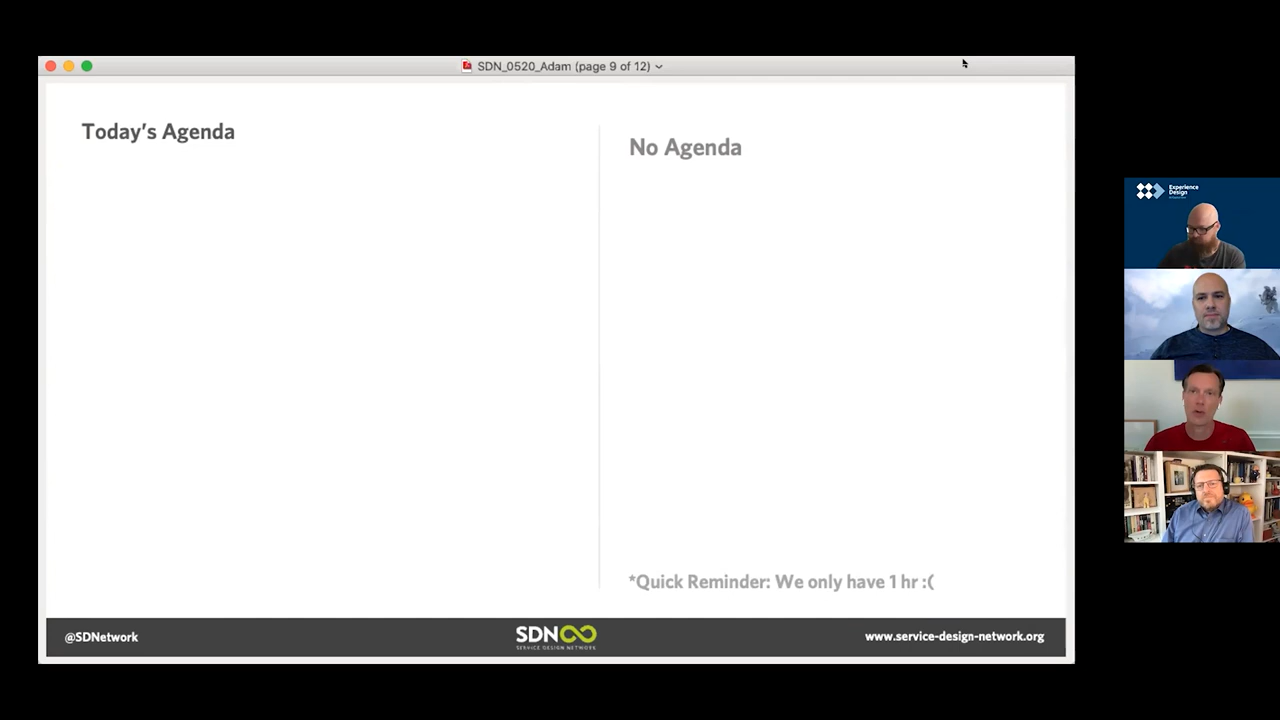 SDN_0520_Adam (page 9 of 12)
Today's Agenda
No Agenda
*Quick Reminder: We only have 1 hr :(
@SDNetwork
SDN
SERVICE DESIGN NETWORK
www.service-design-network.org
Experience
Design